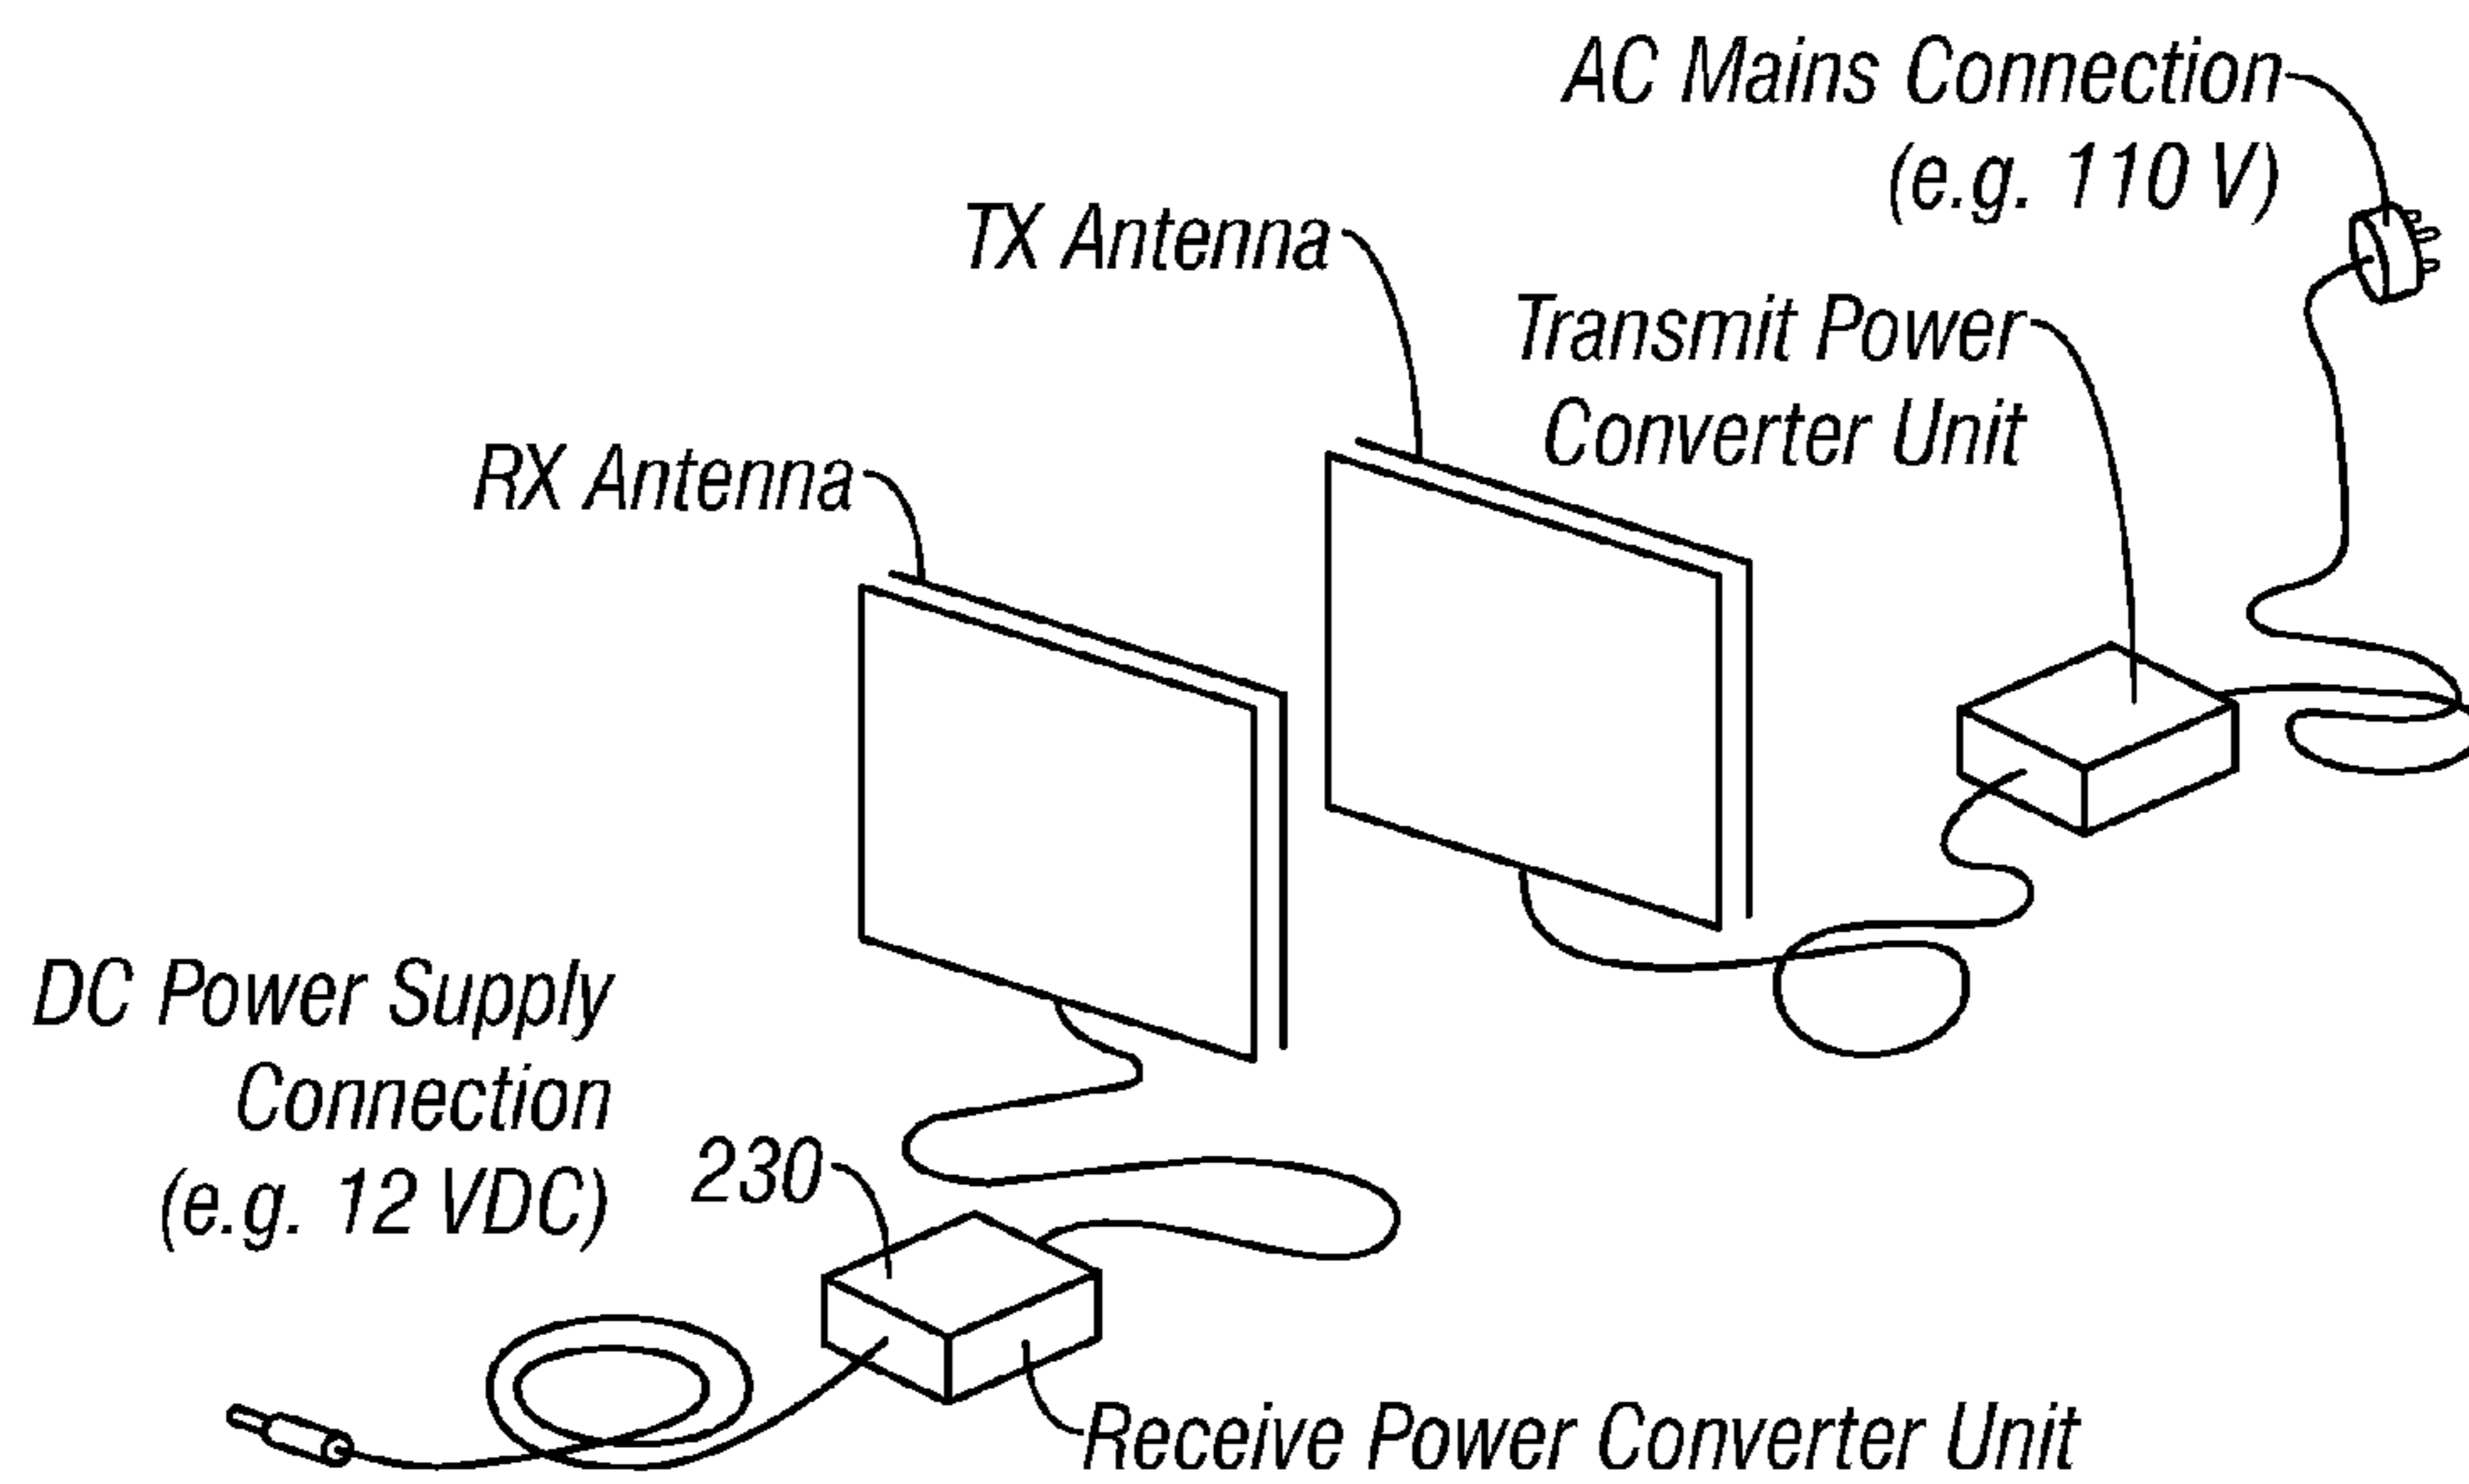 AC Mains Connection
(e.g. 110 V)
TX Antenna
Transmit Power
Converter Unit
RX Antenna
DC Power Supply
Connection
(e.g. 12 VDC)
230
Receive Power Converter Unit